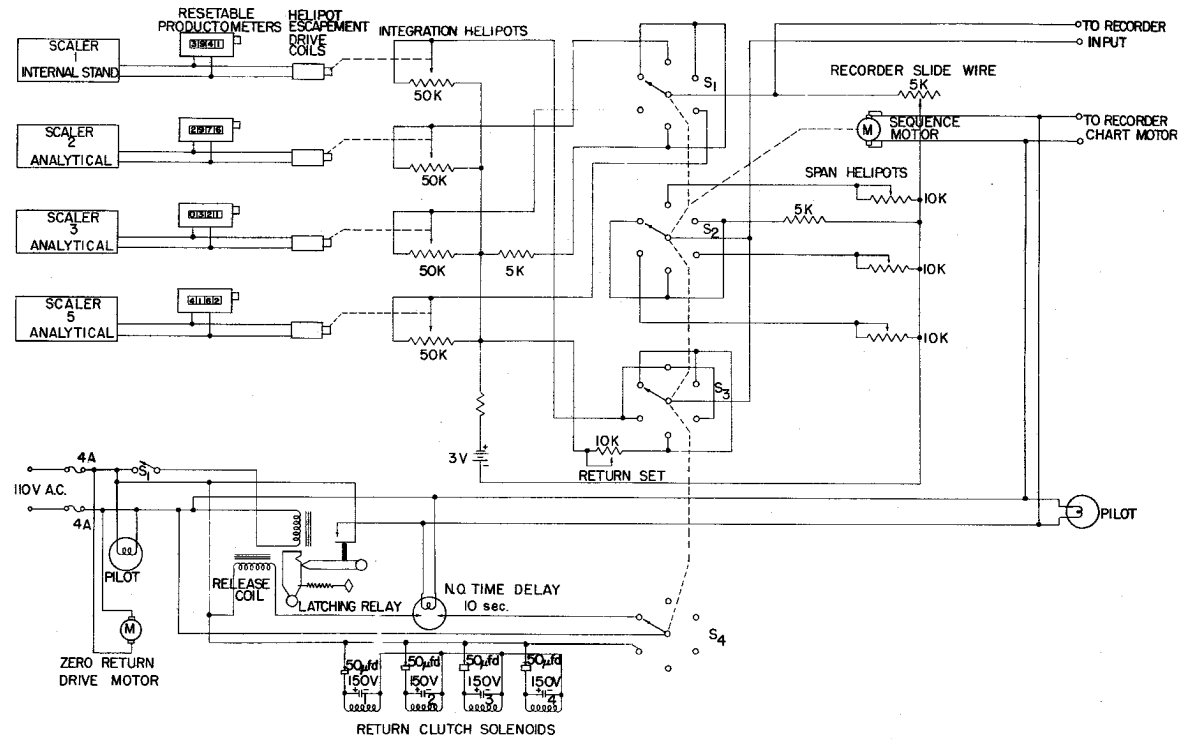 RESETABLE
PRODUCTOMETERS
HELIPOT
ESCAPEMENT
DRIVE
COILS
INTEGRATION HELIPOTS
SCALER
1
INTERNAL STAND
3941
50K
S1
TO RECORDER
INPUT
RECORDER SLIDE WIRE
5K
SCALER
2
ANALYTICAL
2976
50K
M
SEQUENCE
MOTOR
TO RECORDER
CHART MOTOR
SPAN HELIPOTS
10K
SCALER
3
ANALYTICAL
0321
50K
5K
S2
5K
10K
SCALER
5
ANALYTICAL
4162
50K
10K
S3
3V
10K
RETURN SET
4A
S1
110V A.C.
4A
PILOT
PILOT
RELEASE
COIL
LATCHING RELAY
N.O. TIME DELAY
10 sec.
M
S4
ZERO RETURN
DRIVE MOTOR
50µfd 50µfd 50µfd 50µfd
150V 150V 150V 150V
+ - + - + - + -
1 2 3 4
RETURN CLUTCH SOLENOIDS